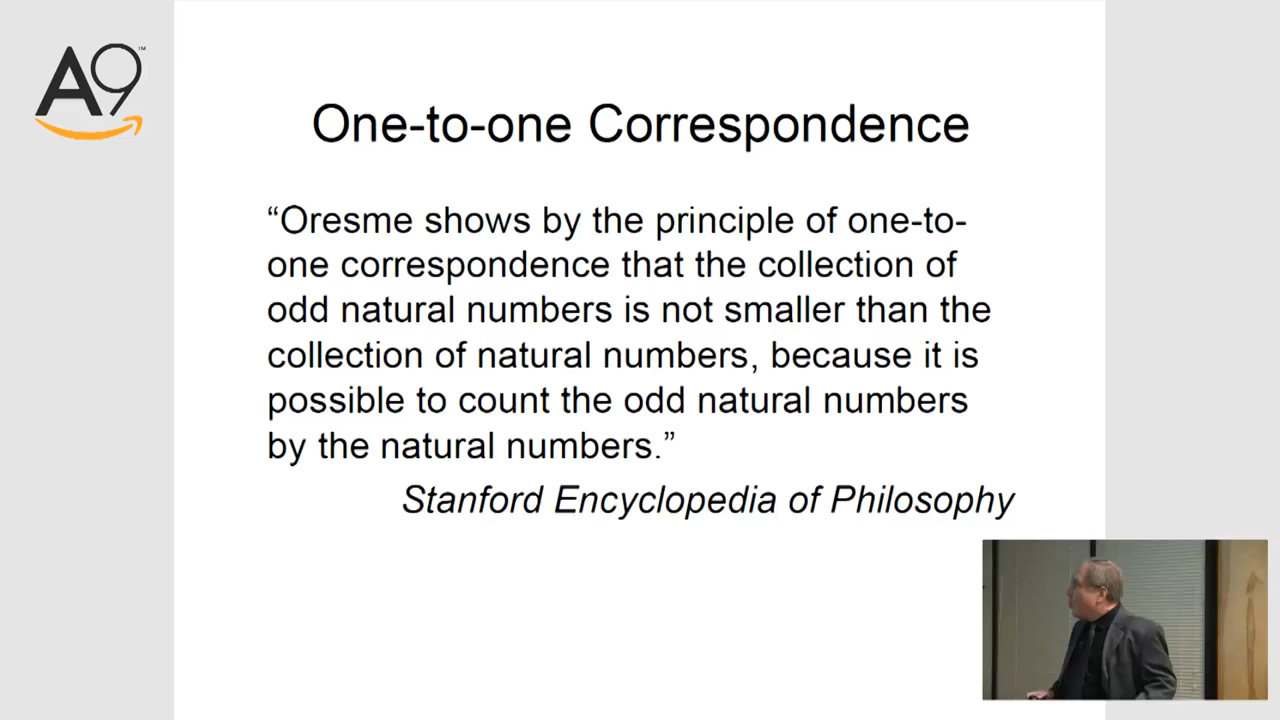 A9™
One-to-one Correspondence
“Oresme shows by the principle of one-to-
one correspondence that the collection of
odd natural numbers is not smaller than the
collection of natural numbers, because it is
possible to count the odd natural numbers
by the natural numbers.”
Stanford Encyclopedia of Philosophy